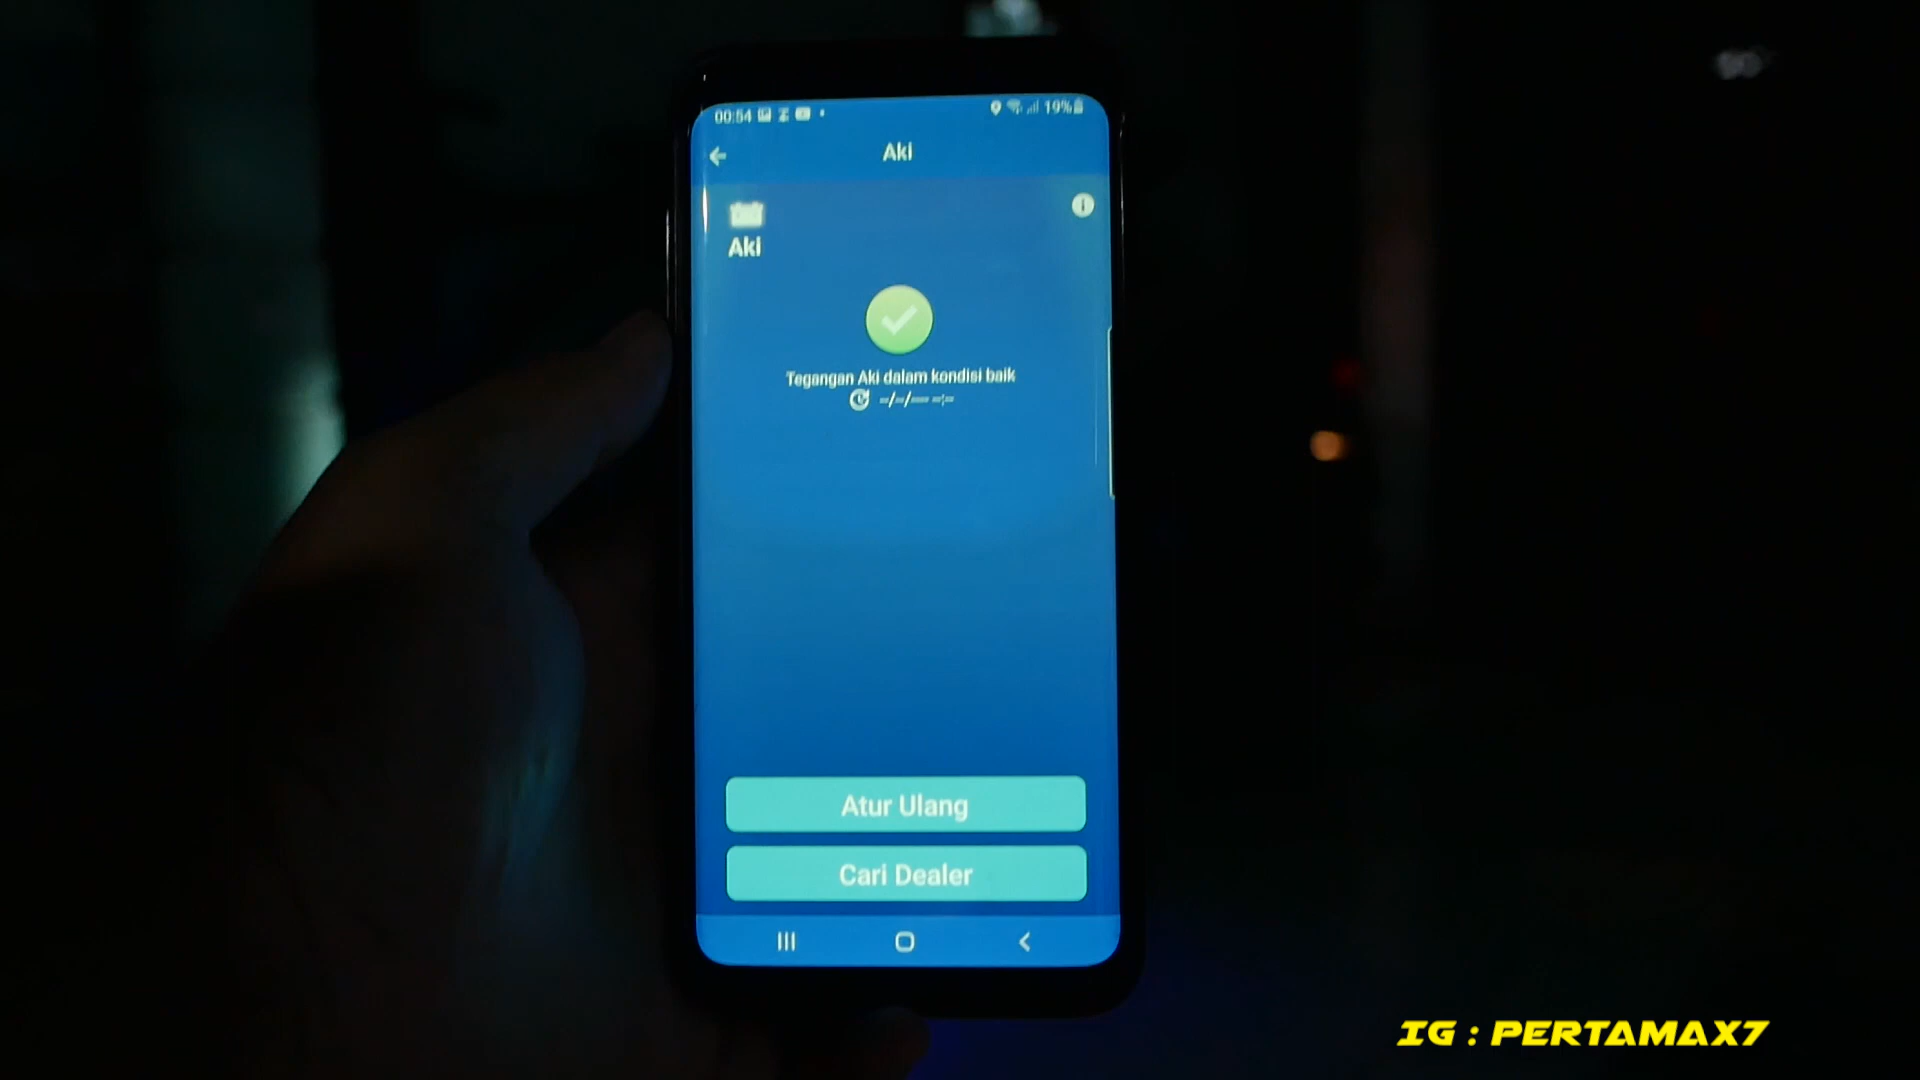 00:54
19%
Aki
Aki
Tegangan Aki dalam kondisi baik
--/--/---- --:--
Atur Ulang
Cari Dealer
IG : PERTAMAX7